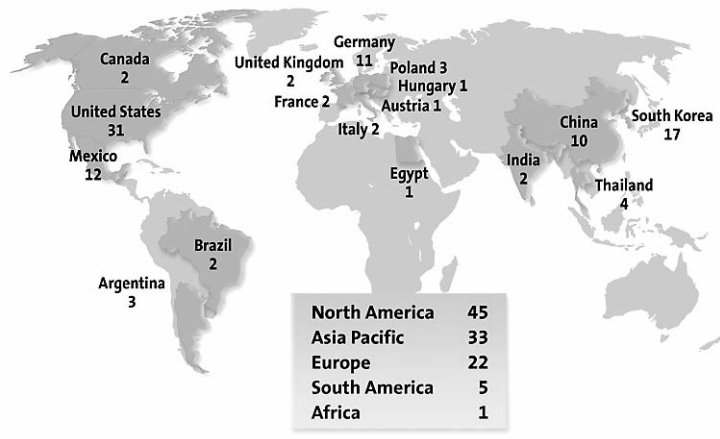 Germany
11
Canada
2
United Kingdom
2
Poland 3
Hungary 1
France 2
Austria 1
United States
31
Italy 2
China
10
South Korea
17
Mexico
12
India
2
Egypt
1
Thailand
4
Brazil
2
Argentina
3
North America 45
Asia Pacific 33
Europe 22
South America 5
Africa 1